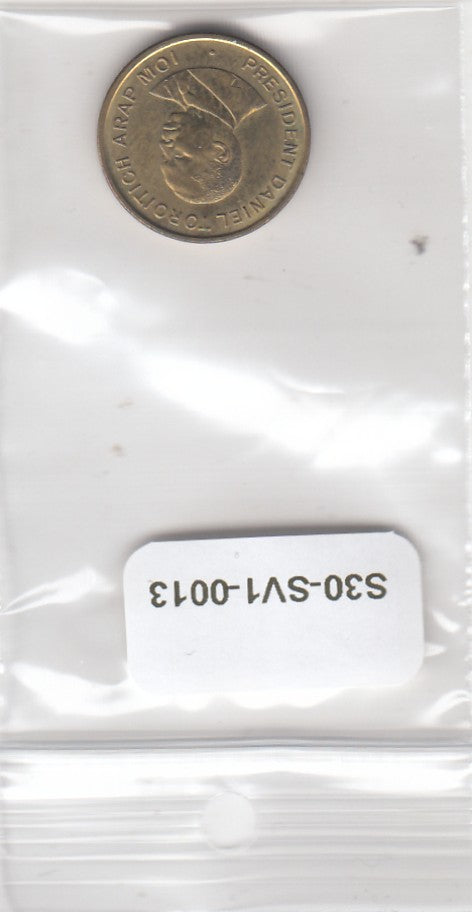 PRESIDENT DANIEL TOROITICH ARAP MOI
S30-SV1-0013